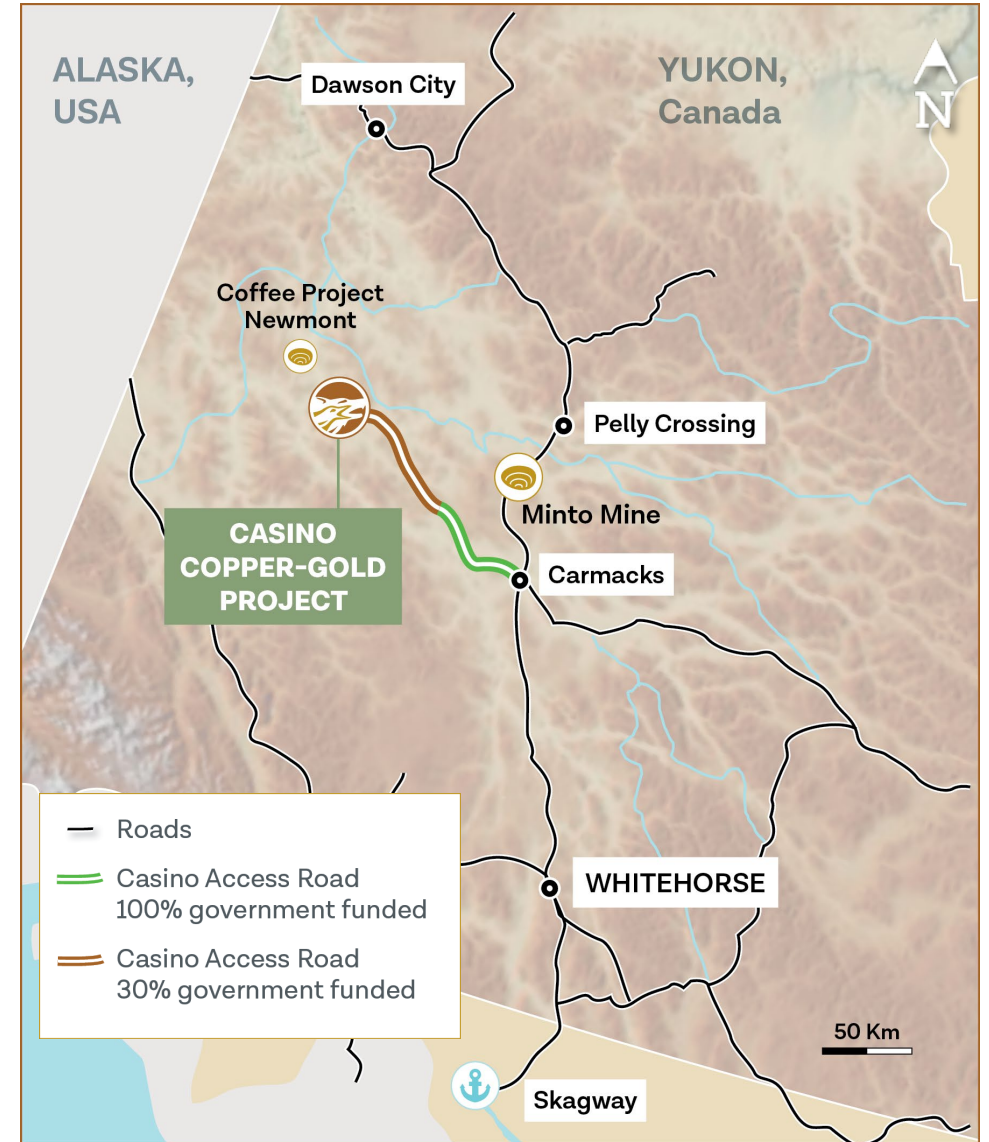 ALASKA,
USA
YUKON,
Canada
N
Dawson City
Coffee Project
Newmont
Pelly Crossing
Minto Mine
CASINO
COPPER-GOLD
PROJECT
Carmacks
Roads
Casino Access Road
100% government funded
Casino Access Road
30% government funded
WHITEHORSE
50 Km
Skagway